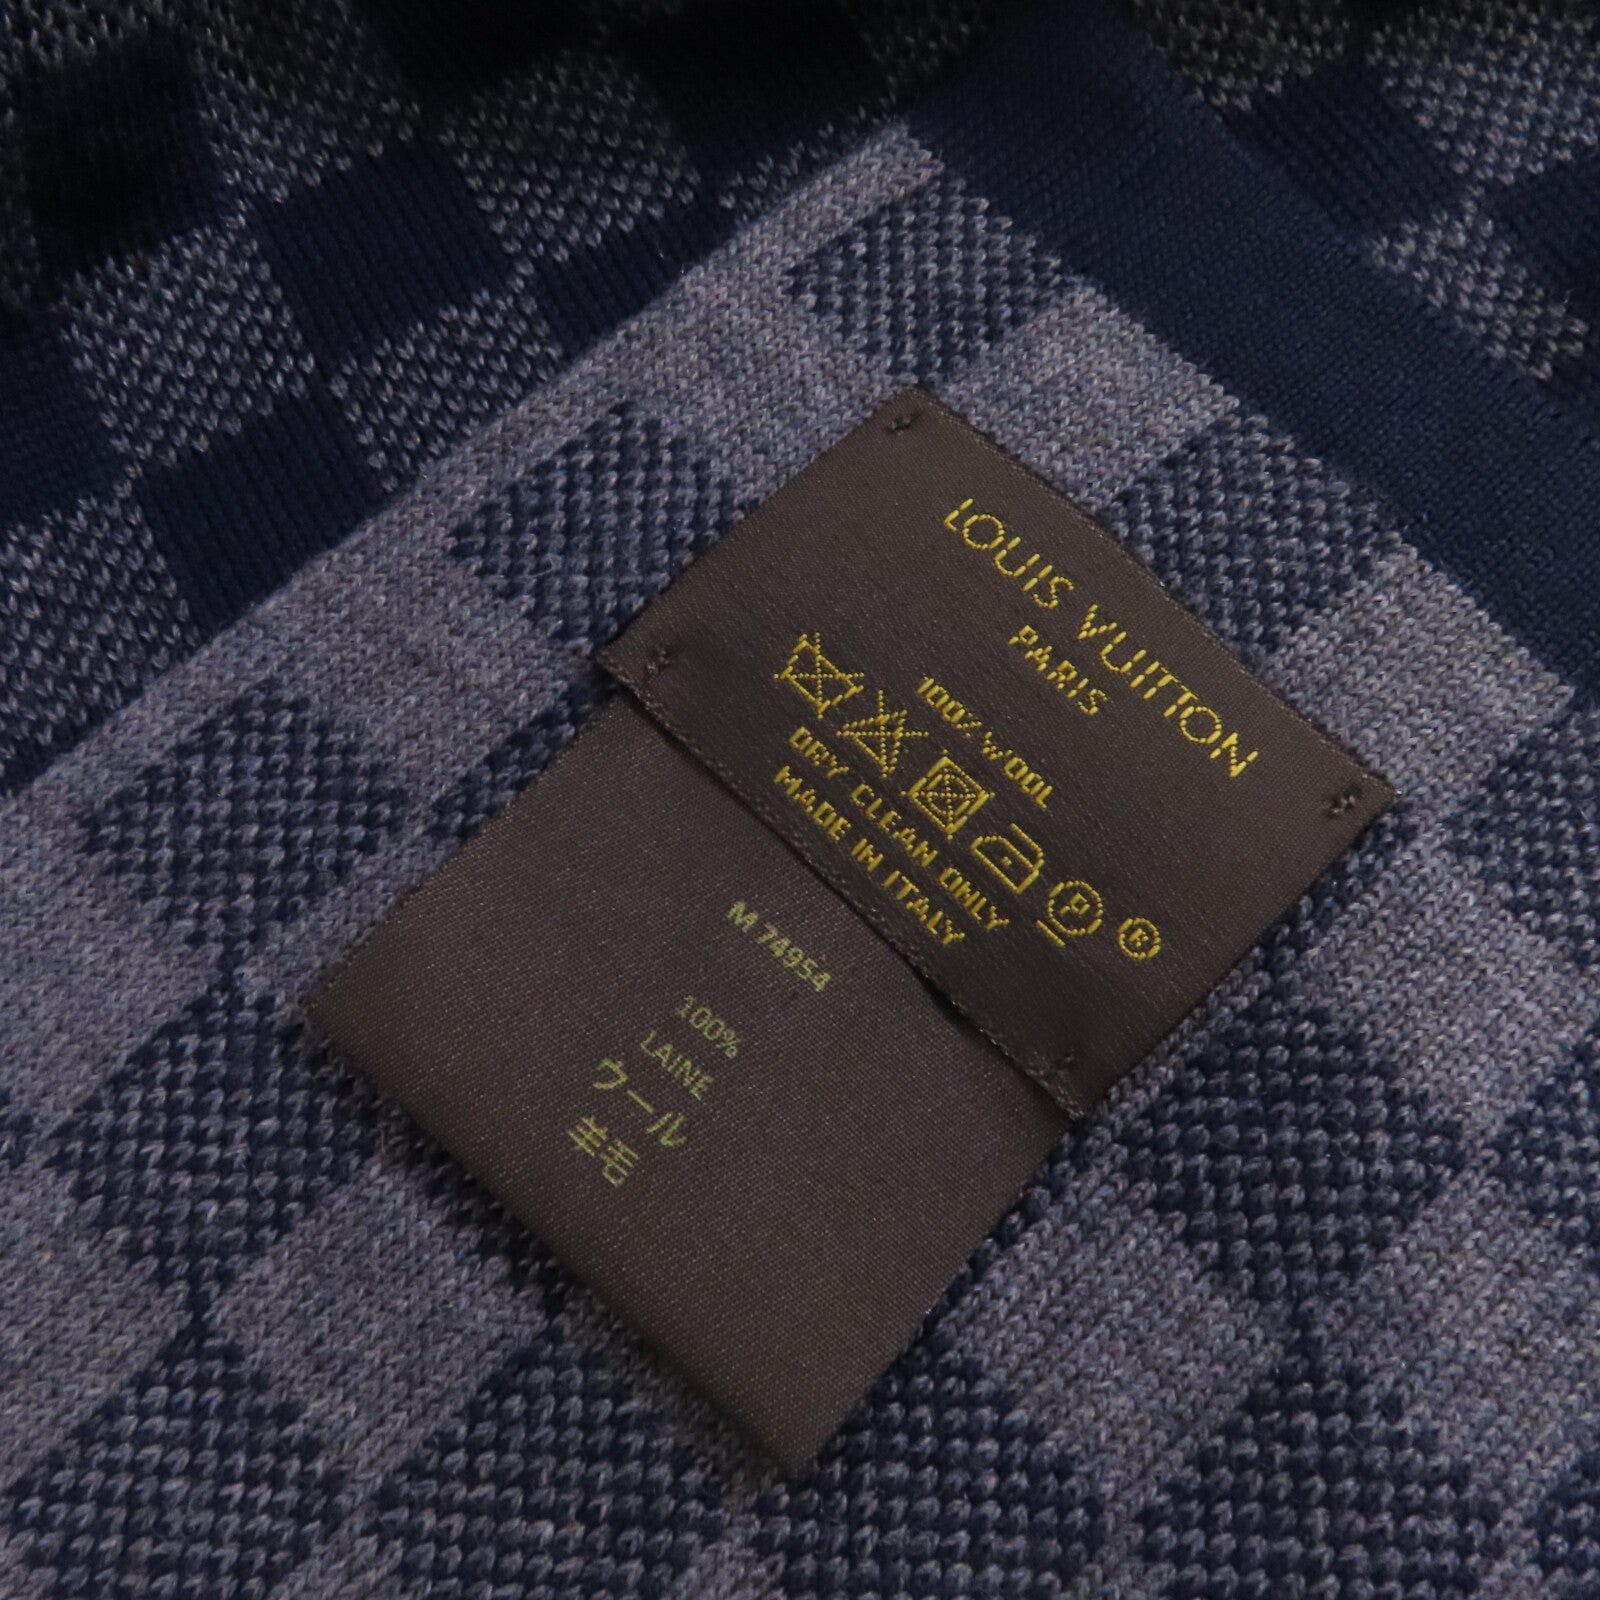 LOUIS VUITTON
PARIS
100% WOOL
P
R
DRY CLEAN ONLY
MADE IN ITALY
M 74954
100%
LAINE
ウール
羊毛